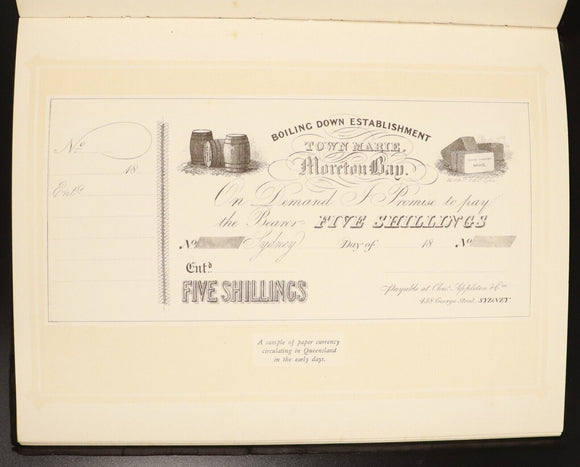 No
18
Entd
BOILING DOWN ESTABLISHMENT
TOWN MARIE.
Moreton Bay.
On Demand I Promise to pay
the Bearer FIVE SHILLINGS
No Sydney Day of 18 No
Entd
FIVE SHILLINGS
Payable at Chas. Appleton & Co.
458 George Street, SYDNEY
A sample of paper currency
circulating in Queensland
in the early days.